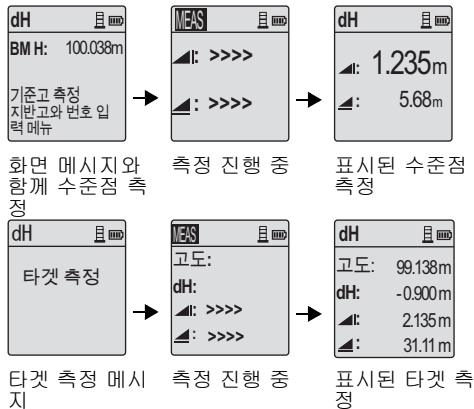 dH
BM H: 100.038m
기준고 측정
지반고와 번호 입
력 메뉴
화면 메시지와
함께 수준점 측
정
MEAS
: >>>>
: >>>>
측정 진행 중
dH
: 1.235m
: 5.68m
표시된 수준점
측정
dH
타겟 측정
타겟 측정 메시
지
MEAS
고도:
dH:
: >>>>
: >>>>
측정 진행 중
dH
고도: 99.138m
dH: -0.900m
: 2.135m
: 31.11m
표시된 타겟 측
정